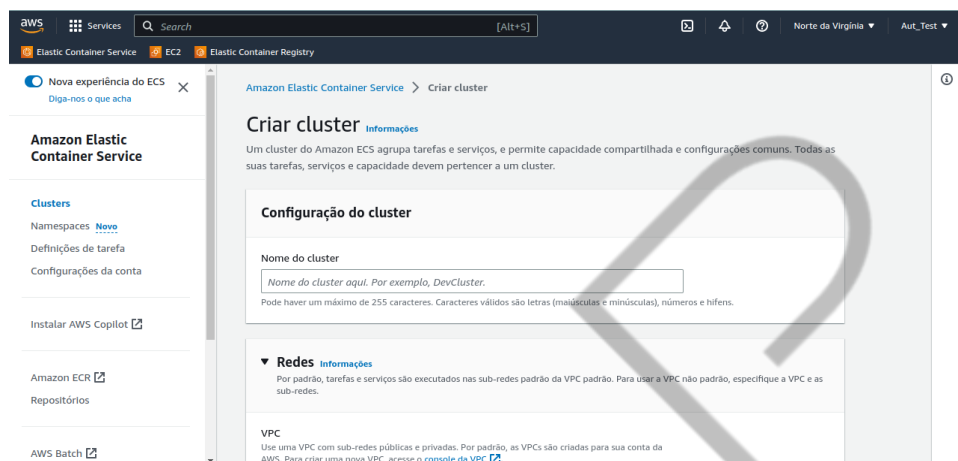 aws Services Search [Alt+S] Norte da Virgínia Aut_Test
Elastic Container Service EC2 Elastic Container Registry
Nova experiência do ECS
Diga-nos o que acha
Amazon Elastic
Container Service
Clusters
Namespaces Novo
Definições de tarefa
Configurações da conta
Instalar AWS Copilot
Amazon ECR
Repositórios
AWS Batch
Amazon Elastic Container Service > Criar cluster
Criar cluster Informações
Um cluster do Amazon ECS agrupa tarefas e serviços, e permite capacidade compartilhada e configurações comuns. Todas as
suas tarefas, serviços e capacidade devem pertencer a um cluster.
Configuração do cluster
Nome do cluster
Nome do cluster aqui. Por exemplo, DevCluster.
Pode haver um máximo de 255 caracteres. Caracteres válidos são letras (maiúsculas e minúsculas), números e hifens.
Redes Informações
Por padrão, tarefas e serviços são executados nas sub-redes padrão da VPC padrão. Para usar a VPC não padrão, especifique a VPC e as
sub-redes.
VPC
Use uma VPC com sub-redes públicas e privadas. Por padrão, as VPCs são criadas para sua conta da
AWS. Para criar uma nova VPC, acesse o console da VPC